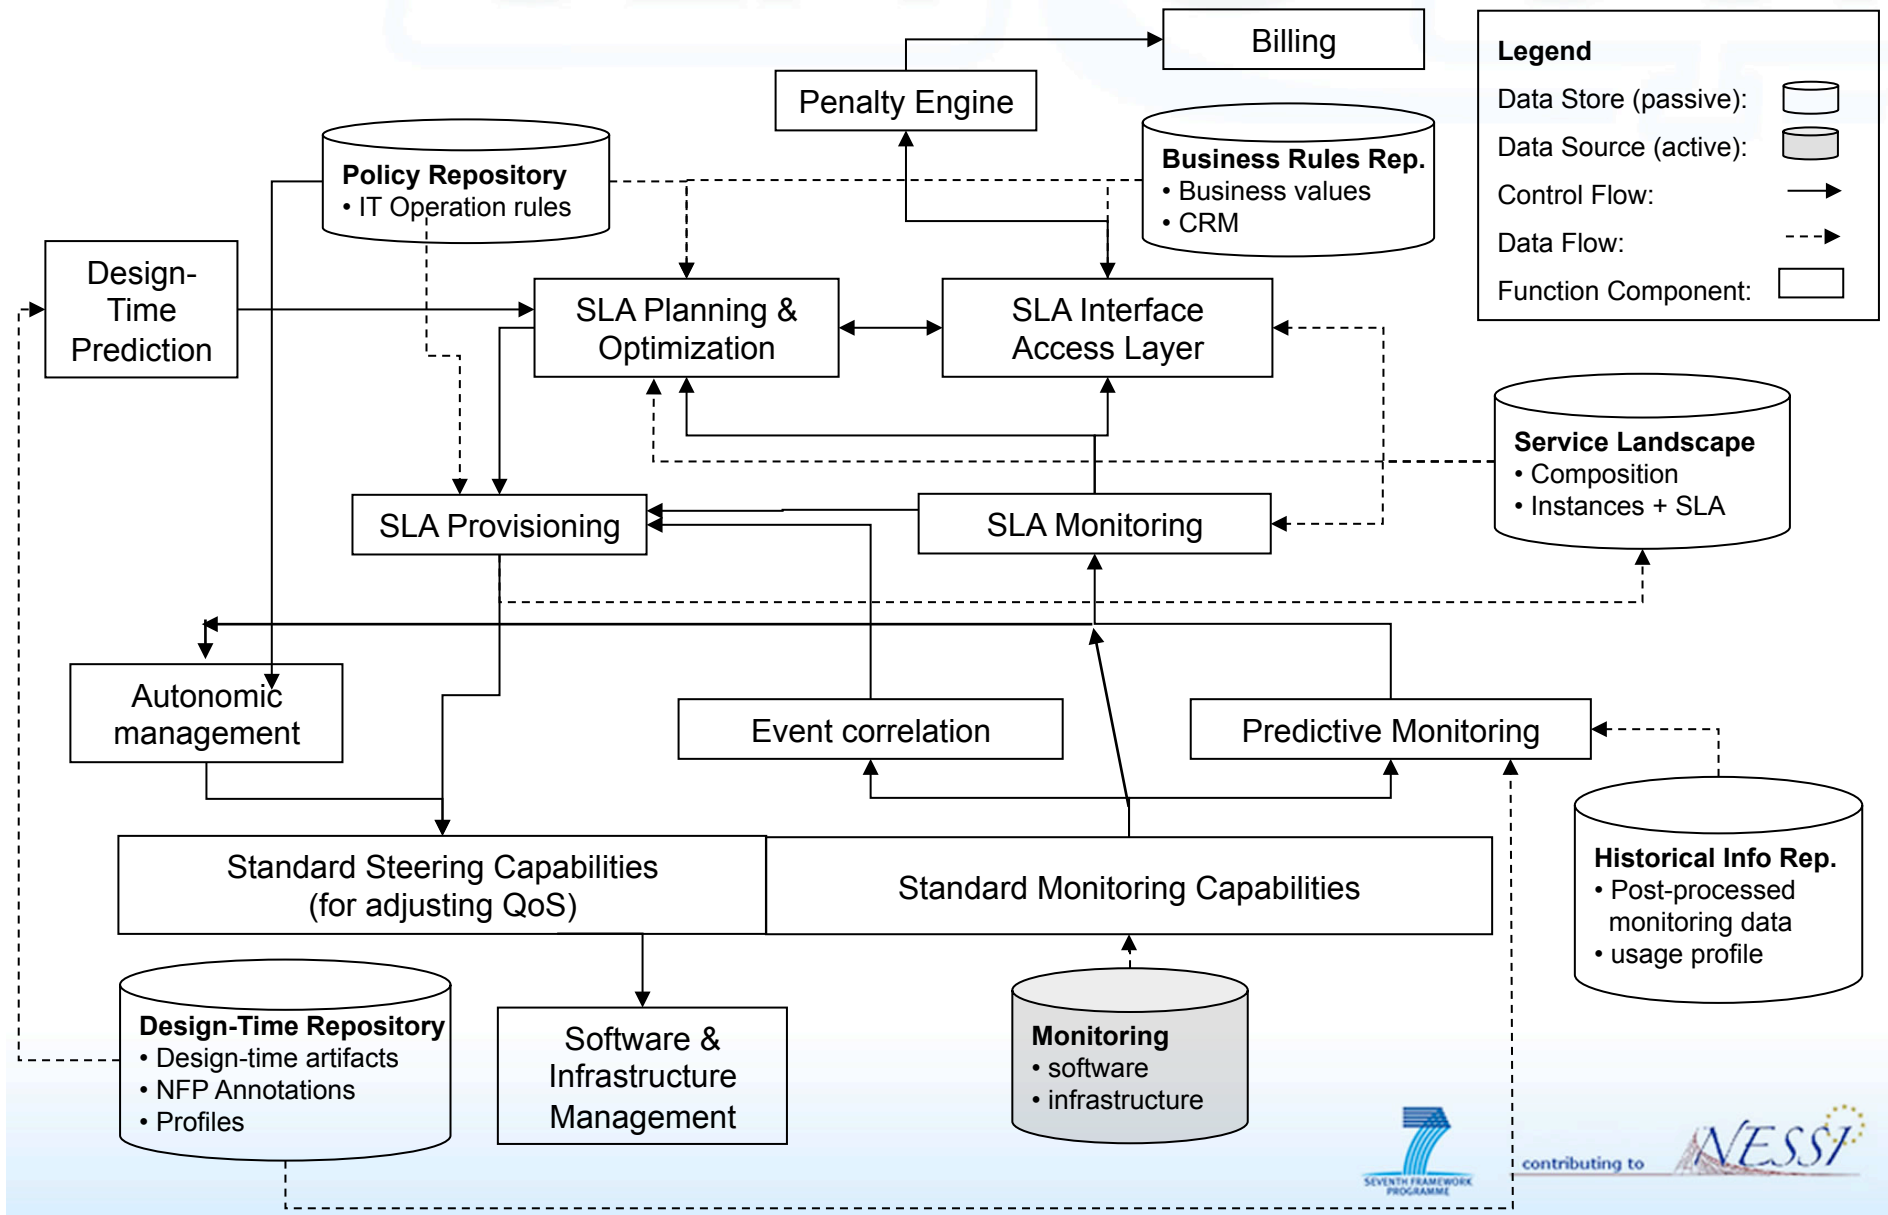 Billing
Penalty Engine
Legend
Data Store (passive):
Data Source (active):
Control Flow:
Data Flow:
Function Component:
Policy Repository
• IT Operation rules
Business Rules Rep.
• Business values
• CRM
Design-
Time
Prediction
SLA Planning &
Optimization
SLA Interface
Access Layer
Service Landscape
• Composition
• Instances + SLA
SLA Provisioning
SLA Monitoring
Autonomic
management
Event correlation
Predictive Monitoring
Standard Steering Capabilities
(for adjusting QoS)
Standard Monitoring Capabilities
Historical Info Rep.
• Post-processed
monitoring data
• usage profile
Design-Time Repository
• Design-time artifacts
• NFP Annotations
• Profiles
Software &
Infrastructure
Management
Monitoring
• software
• infrastructure
SEVENTH FRAMEWORK
PROGRAMME
contributing to
NESSI